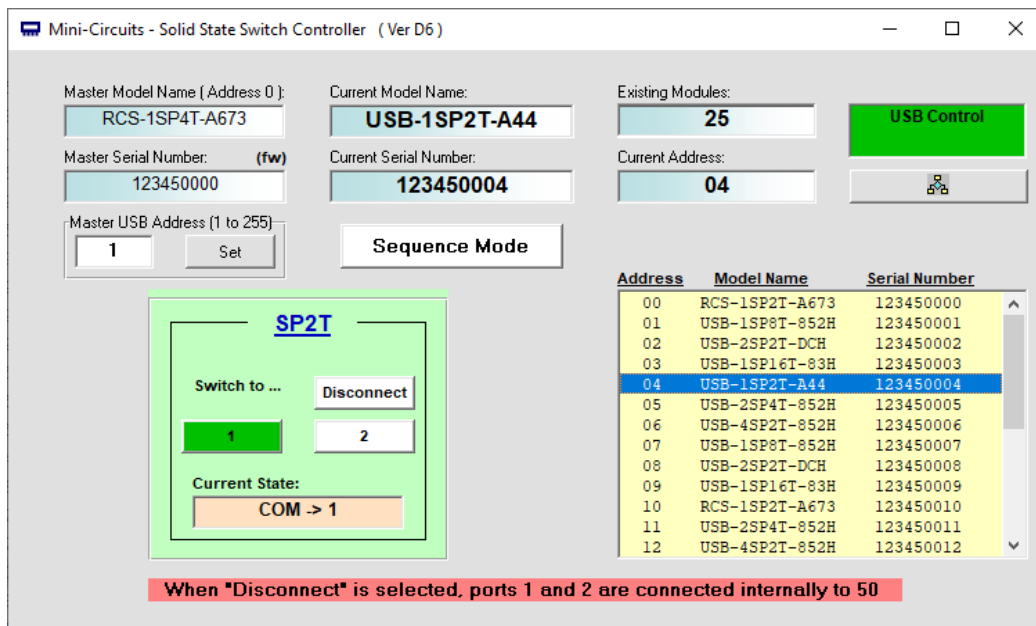 Mini-Circuits - Solid State Switch Controller ( Ver D6 )
Master Model Name ( Address 0 ):
RCS-1SP4T-A673
Current Model Name:
USB-1SP2T-A44
Existing Modules:
25
USB Control
Master Serial Number: (fw)
123450000
Current Serial Number:
123450004
Current Address:
04
Master USB Address (1 to 255)
1
Set
Sequence Mode
Address Model Name Serial Number
00 RCS-1SP2T-A673 123450000
01 USB-1SP8T-852H 123450001
02 USB-2SP2T-DCH 123450002
03 USB-1SP16T-83H 123450003
04 USB-1SP2T-A44 123450004
05 USB-2SP4T-852H 123450005
06 USB-4SP2T-852H 123450006
07 USB-1SP8T-852H 123450007
08 USB-2SP2T-DCH 123450008
09 USB-1SP16T-83H 123450009
10 RCS-1SP2T-A673 123450010
11 USB-2SP4T-852H 123450011
12 USB-4SP2T-852H 123450012
SP2T
Switch to ...
Disconnect
1
2
Current State:
COM -> 1
When "Disconnect" is selected, ports 1 and 2 are connected internally to 50